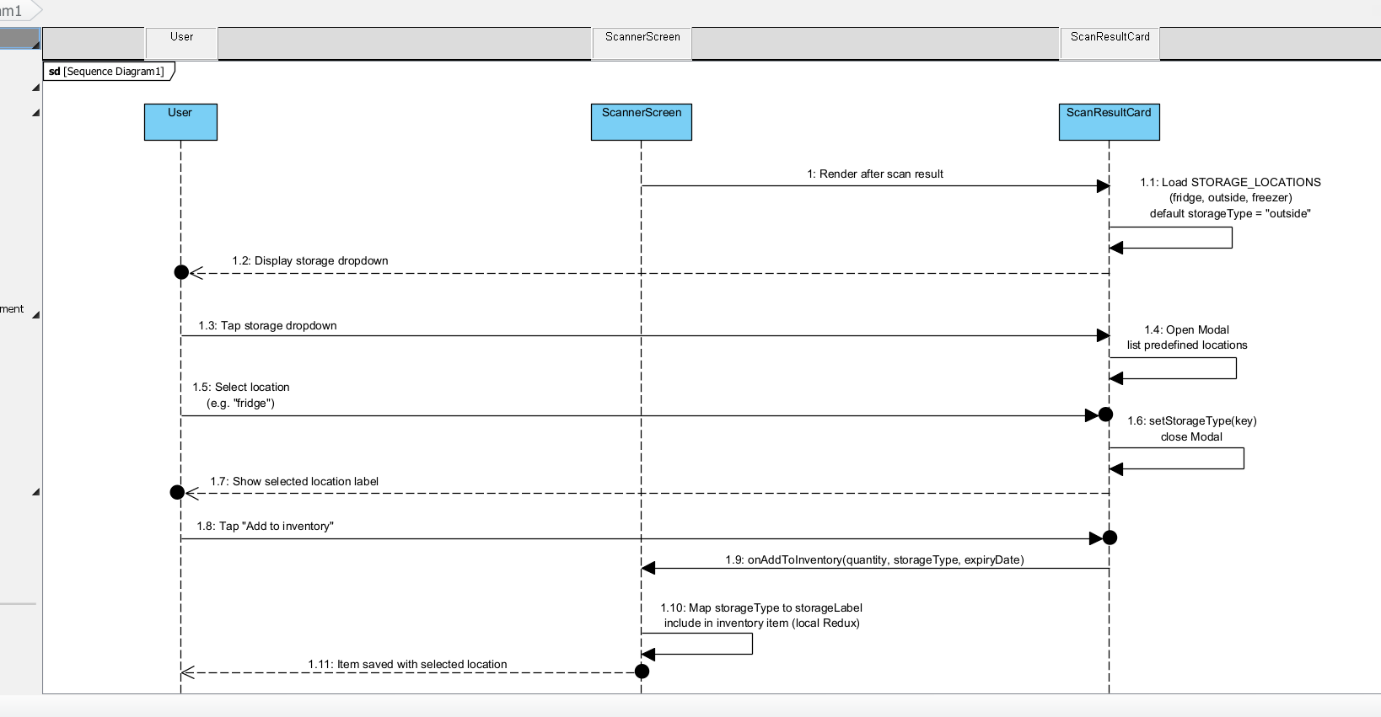 am1
User
ScannerScreen
ScanResultCard
sd [Sequence Diagram1]
User
ScannerScreen
ScanResultCard
1: Render after scan result
1.1: Load STORAGE_LOCATIONS
(fridge, outside, freezer)
default storageType = "outside"
1.2: Display storage dropdown
ment
1.3: Tap storage dropdown
1.4: Open Modal
list predefined locations
1.5: Select location
(e.g. "fridge")
1.6: setStorageType(key)
close Modal
1.7: Show selected location label
1.8: Tap "Add to inventory"
1.9: onAddToInventory(quantity, storageType, expiryDate)
1.10: Map storageType to storageLabel
include in inventory item (local Redux)
1.11: Item saved with selected location